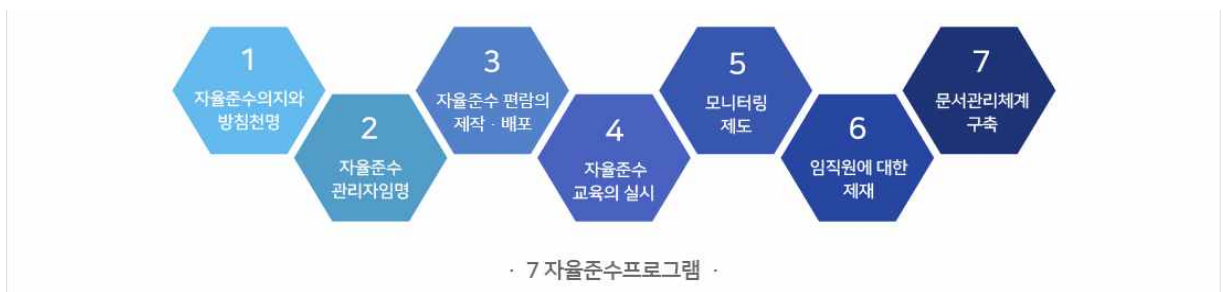 1
자율준수의지와
방침천명
2
자율준수
관리자임명
3
자율준수 편람의
제작 · 배포
4
자율준수
교육의 실시
5
모니터링
제도
6
임직원에 대한
제재
7
문서관리체계
구축
· 7 자율준수프로그램 ·